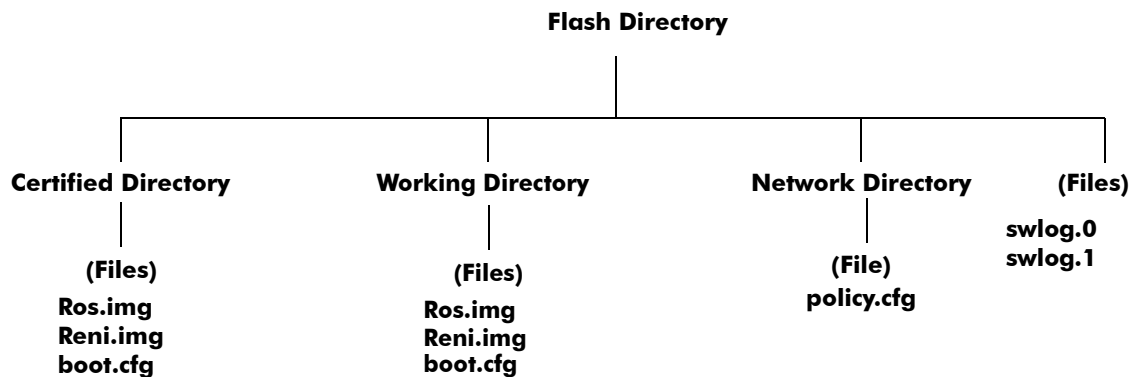 Flash Directory
Certified Directory
Working Directory
Network Directory
(Files)
swlog.0
swlog.1
(Files)
Ros.img
Reni.img
boot.cfg
(Files)
Ros.img
Reni.img
boot.cfg
(File)
policy.cfg